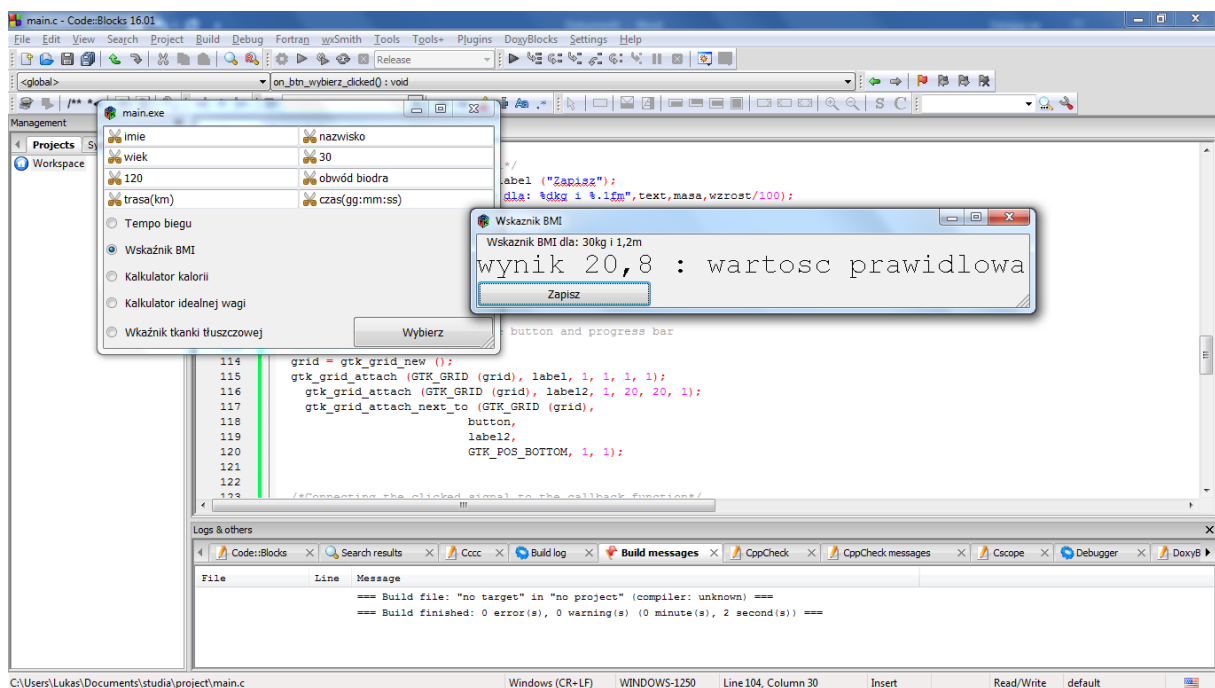 main.c - Code::Blocks 16.01
File Edit View Search Project Build Debug Fortran wxSmith Tools Tools+ Plugins DoxyBlocks Settings Help
Release
<global>
on_btn_wybierz_clicked() : void
/** *
S C
Management
Projects Sy
Workspace
main.exe
imie nazwisko
wiek 30
120 obwód biodra
trasa(km) czas(gg:mm:ss)
Tempo biegu
Wskaźnik BMI
Kalkulator kalorii
Kalkulator idealnej wagi
Wkaźnik tkanki tłuszczowej
Wybierz
*/
abel ("Zapisz");
dla: %dkg i %.1fm",text,masa,wzrost/100);
Wskaznik BMI
Wskaznik BMI dla: 30kg i 1,2m
wynik 20,8 : wartosc prawidlowa
Zapisz
button and progress bar
114 grid = gtk_grid_new ();
115 gtk_grid_attach (GTK_GRID (grid), label, 1, 1, 1, 1);
116 gtk_grid_attach (GTK_GRID (grid), label2, 1, 20, 20, 1);
117 gtk_grid_attach_next_to (GTK_GRID (grid),
118 button,
119 label2,
120 GTK_POS_BOTTOM, 1, 1);
121
122
123 /*Connecting the clicked signal to the callback function*/
Logs & others
Code::Blocks Search results Cccc Build log Build messages CppCheck CppCheck messages Cscope Debugger DoxyB
File Line Message
=== Build file: "no target" in "no project" (compiler: unknown) ===
=== Build finished: 0 error(s), 0 warning(s) (0 minute(s), 2 second(s)) ===
C:\Users\Lukas\Documents\studia\project\main.c Windows (CR+LF) WINDOWS-1250 Line 104, Column 30 Insert Read/Write default